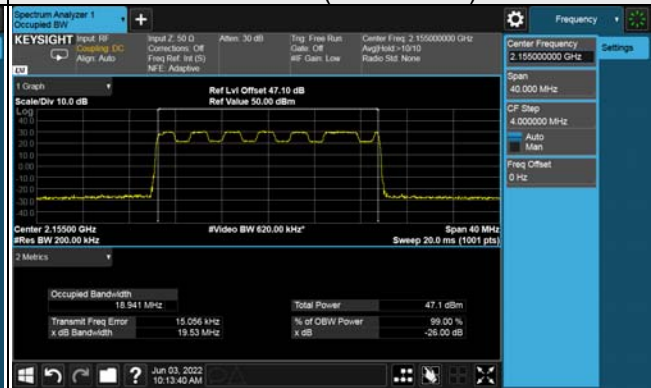 Spectrum Analyzer 1
Occupied BW
+
Frequency
KEYSIGHT
Input: RF
Coupling: DC
Align: Auto
Input Z: 50 Ω
Corrections: Off
Freq Ref: Int (S)
NFE: Adaptive
Atten: 30 dB
Trig: Free Run
Gate: Off
#IF Gain: Low
Center Freq: 2.155000000 GHz
Avg|Hold:>10/10
Radio Std: None
LM
Center Frequency
2.155000000 GHz
Settings
Span
40.000 MHz
CF Step
4.000000 MHz
Auto
Man
Freq Offset
0 Hz
1 Graph
Scale/Div 10.0 dB
Ref Lvl Offset 47.10 dB
Ref Value 50.00 dBm
Log
40.0
30.0
20.0
10.0
0.00
-10.0
-20.0
-30.0
-40.0
Center 2.15500 GHz
#Res BW 200.00 kHz
#Video BW 620.00 kHz*
Span 40 MHz
Sweep 20.0 ms (1001 pts)
2 Metrics
Occupied Bandwidth
18.941 MHz
Total Power 47.1 dBm
Transmit Freq Error 15.056 kHz
% of OBW Power 99.00 %
x dB Bandwidth 19.53 MHz
x dB -26.00 dB
?
Jun 03, 2022
10:13:40 AM